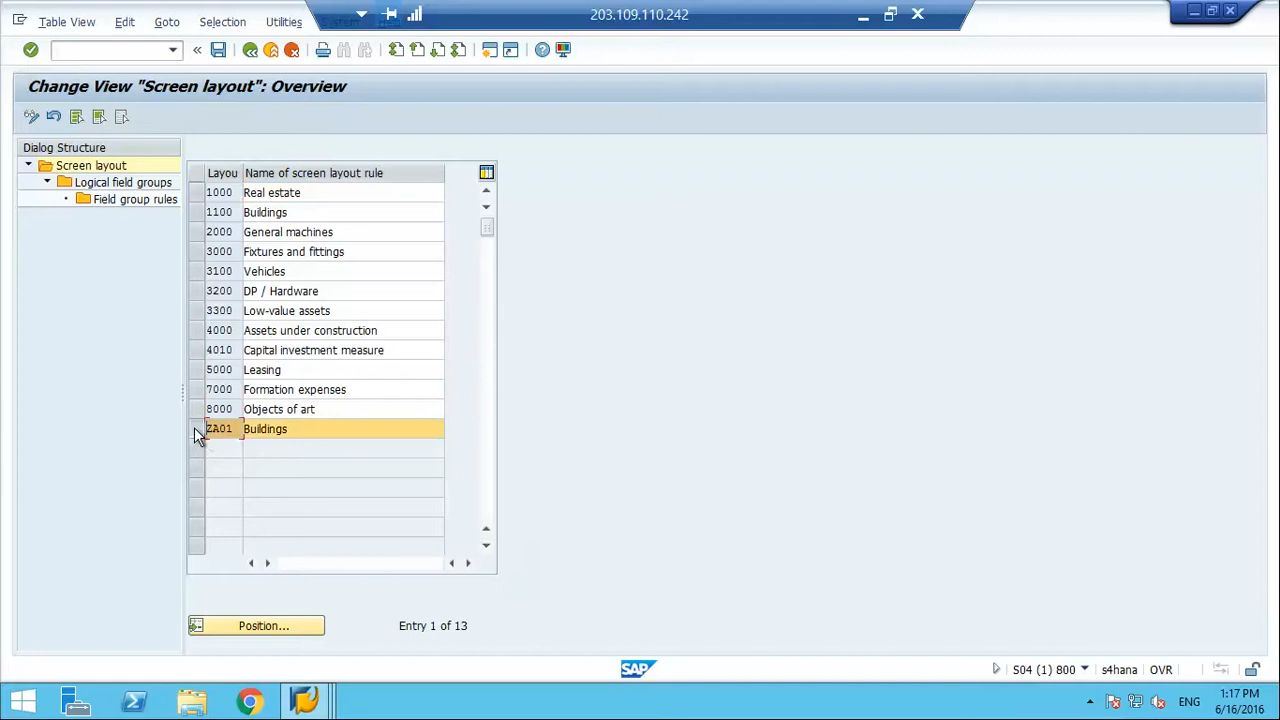 Table View Edit Goto Selection Utilities System Help 203.109.110.242
Change View "Screen layout": Overview
Dialog Structure
Screen layout
Logical field groups
Field group rules
Layou Name of screen layout rule
1000 Real estate
1100 Buildings
2000 General machines
3000 Fixtures and fittings
3100 Vehicles
3200 DP / Hardware
3300 Low-value assets
4000 Assets under construction
4010 Capital investment measure
5000 Leasing
7000 Formation expenses
8000 Objects of art
ZA01 Buildings
Position... Entry 1 of 13
SAP S04 (1) 800 s4hana OVR
ENG 1:17 PM
6/16/2016